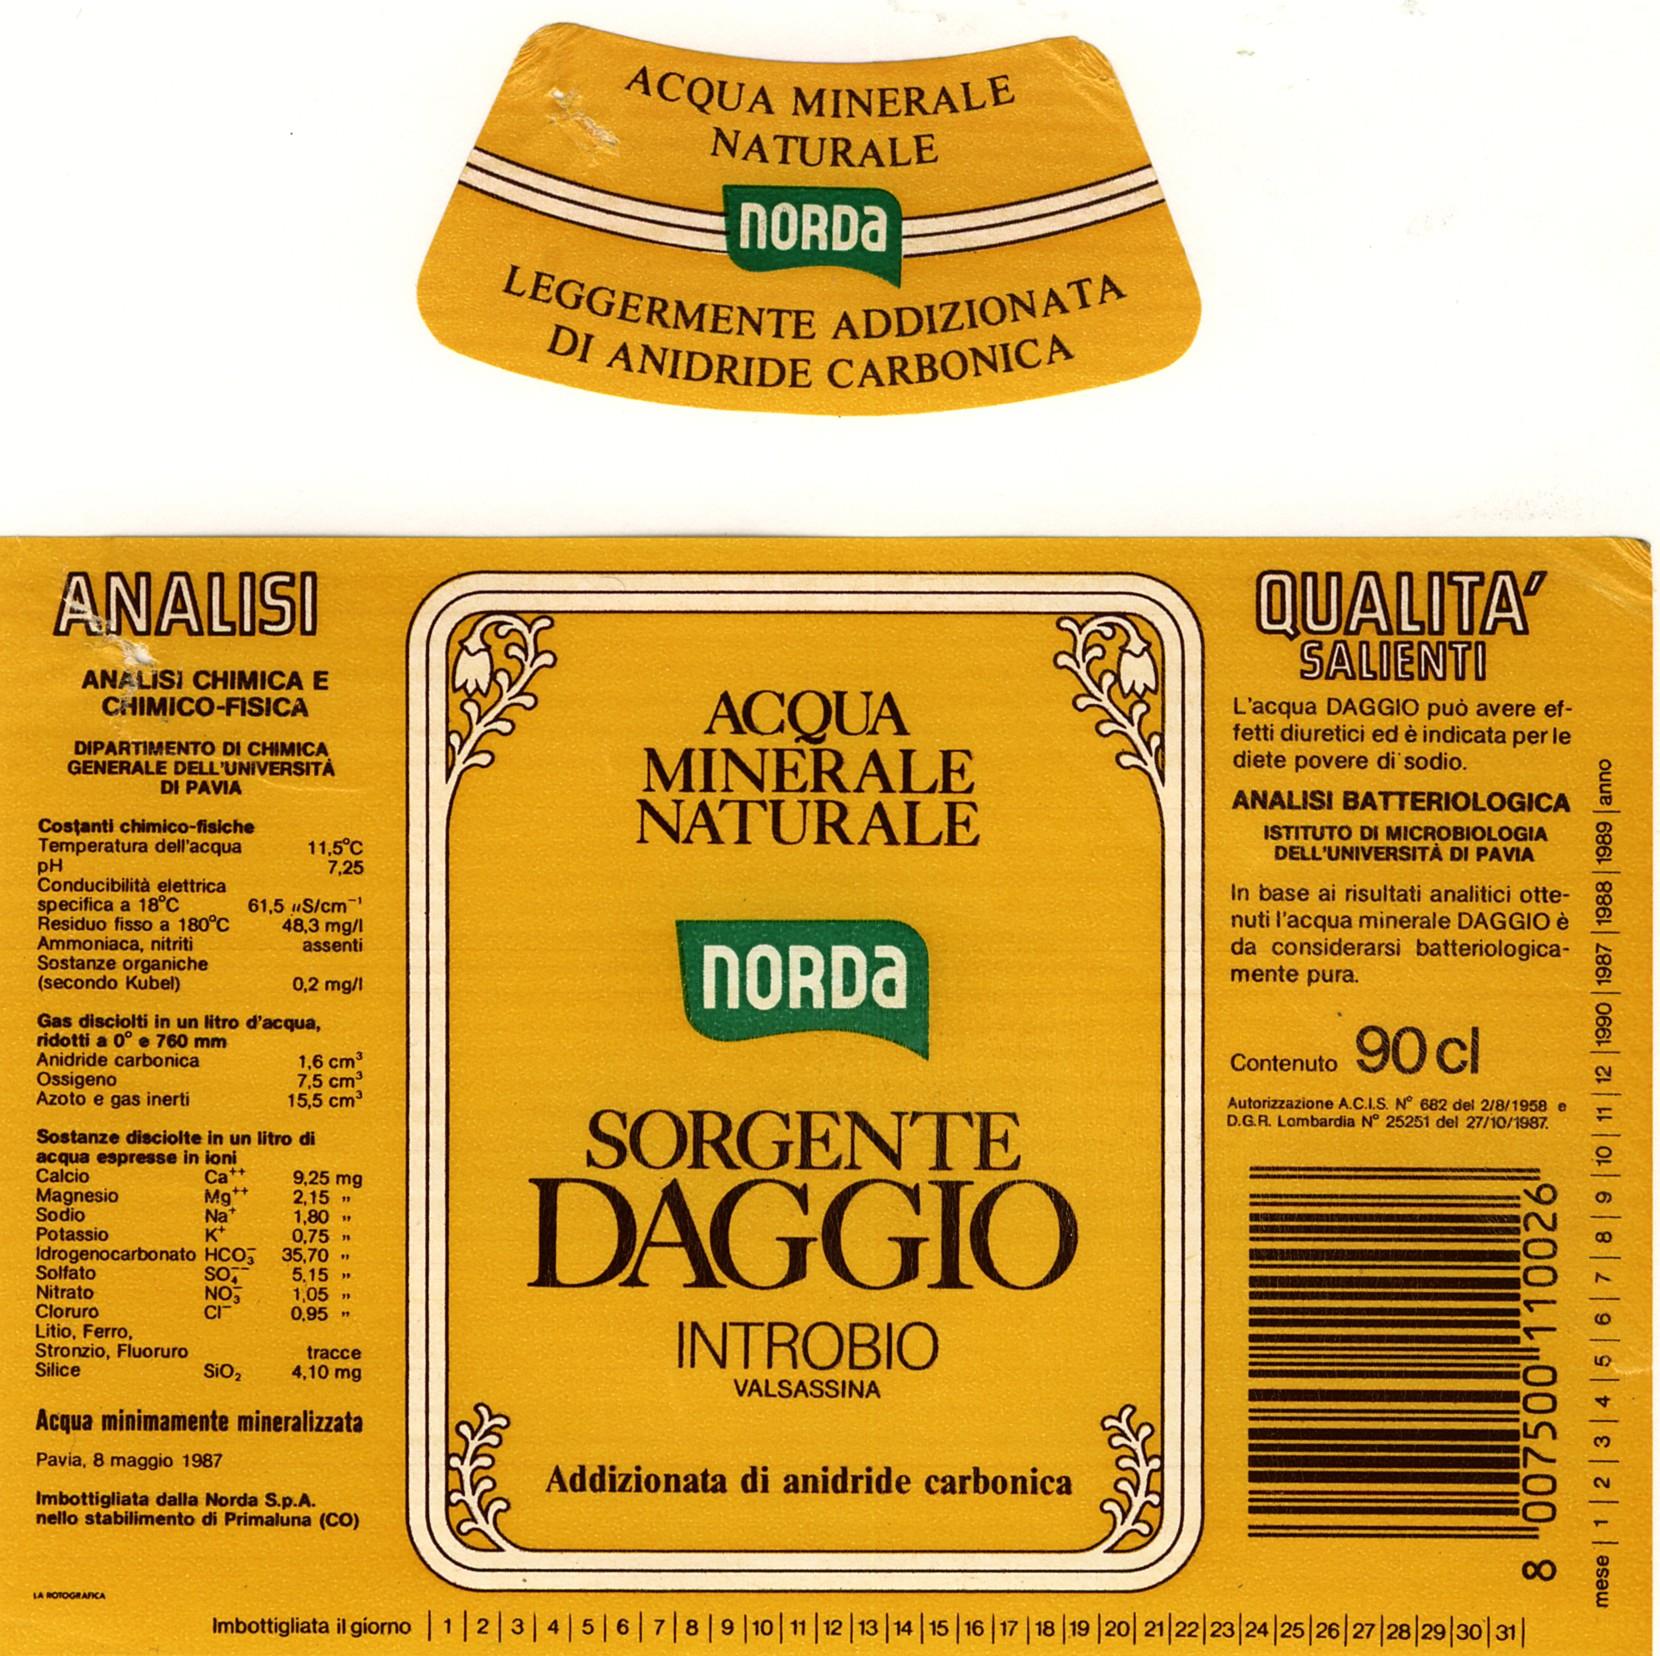 ACQUA MINERALE
NATURALE
NORDa
LEGGERMENTE ADDIZIONATA
DI ANIDRIDE CARBONICA
ANALISI
ANALISI CHIMICA E
CHIMICO-FISICA
DIPARTIMENTO DI CHIMICA
GENERALE DELL'UNIVERSITÀ
DI PAVIA
Costanti chimico-fisiche
Temperatura dell'acqua 11,5°C
pH 7,25
Conducibilità elettrica
specifica a 18°C 61,5 µS/cm⁻¹
Residuo fisso a 180°C 48,3 mg/l
Ammoniaca, nitriti assenti
Sostanze organiche
(secondo Kubel) 0,2 mg/l
Gas disciolti in un litro d'acqua,
ridotti a 0° e 760 mm
Anidride carbonica 1,6 cm³
Ossigeno 7,5 cm³
Azoto e gas inerti 15,5 cm³
Sostanze disciolte in un litro di
acqua espresse in ioni
Calcio Ca⁺⁺ 9,25 mg
Magnesio Mg⁺⁺ 2,15 "
Sodio Na⁺ 1,80 "
Potassio K⁺ 0,75 "
Idrogenocarbonato HCO₃⁻ 35,70 "
Solfato SO₄⁻⁻ 5,15 "
Nitrato NO₃⁻ 1,05 "
Cloruro Cl⁻ 0,95 "
Litio, Ferro,
Stronzio, Fluoruro tracce
Silice SiO₂ 4,10 mg
Acqua minimamente mineralizzata
Pavia, 8 maggio 1987
Imbottigliata dalla Norda S.p.A.
nello stabilimento di Primaluna (CO)
LA ROTOGRAFICA
ACQUA
MINERALE
NATURALE
NORDa
SORGENTE
DAGGIO
INTROBIO
VALSASSINA
Addizionata di anidride carbonica
QUALITA'
SALIENTI
L'acqua DAGGIO può avere ef-
fetti diuretici ed è indicata per le
diete povere di sodio.
ANALISI BATTERIOLOGICA
ISTITUTO DI MICROBIOLOGIA
DELL'UNIVERSITÀ DI PAVIA
In base ai risultati analitici otte-
nuti l'acqua minerale DAGGIO è
da considerarsi batteriologica-
mente pura.
Contenuto 90 cl
Autorizzazione A.C.I.S. N° 682 del 2/8/1958 e
D.G.R. Lombardia N° 25251 del 27/10/1987.
8 007500 110026
mese | 1 | 2 | 3 | 4 | 5 | 6 | 7 | 8 | 9 | 10 | 11 | 12 | 1990 | 1987 | 1988 | 1989 | anno
Imbottigliata il giorno | 1 | 2 | 3 | 4 | 5 | 6 | 7 | 8 | 9 | 10 | 11 | 12 | 13 | 14 | 15 | 16 | 17 | 18 | 19 | 20 | 21 | 22 | 23 | 24 | 25 | 26 | 27 | 28 | 29 | 30 | 31 |